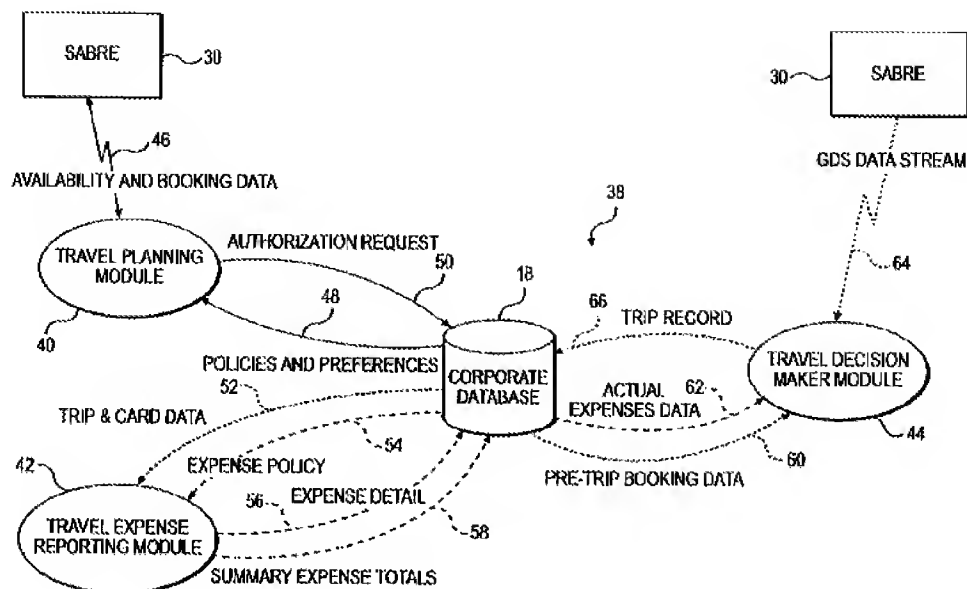 SABRE
30
46
AVAILABILITY AND BOOKING DATA
TRAVEL PLANNING
MODULE
40
AUTHORIZATION REQUEST
50
48
POLICIES AND PREFERENCES
18
CORPORATE
DATABASE
38
30
SABRE
GDS DATA STREAM
64
66
TRIP RECORD
TRAVEL DECISION
MAKER MODULE
44
ACTUAL
EXPENSES DATA
62
60
PRE-TRIP BOOKING DATA
52
TRIP & CARD DATA
54
EXPENSE POLICY
42
TRAVEL EXPENSE
REPORTING MODULE
56
EXPENSE DETAIL
58
SUMMARY EXPENSE TOTALS